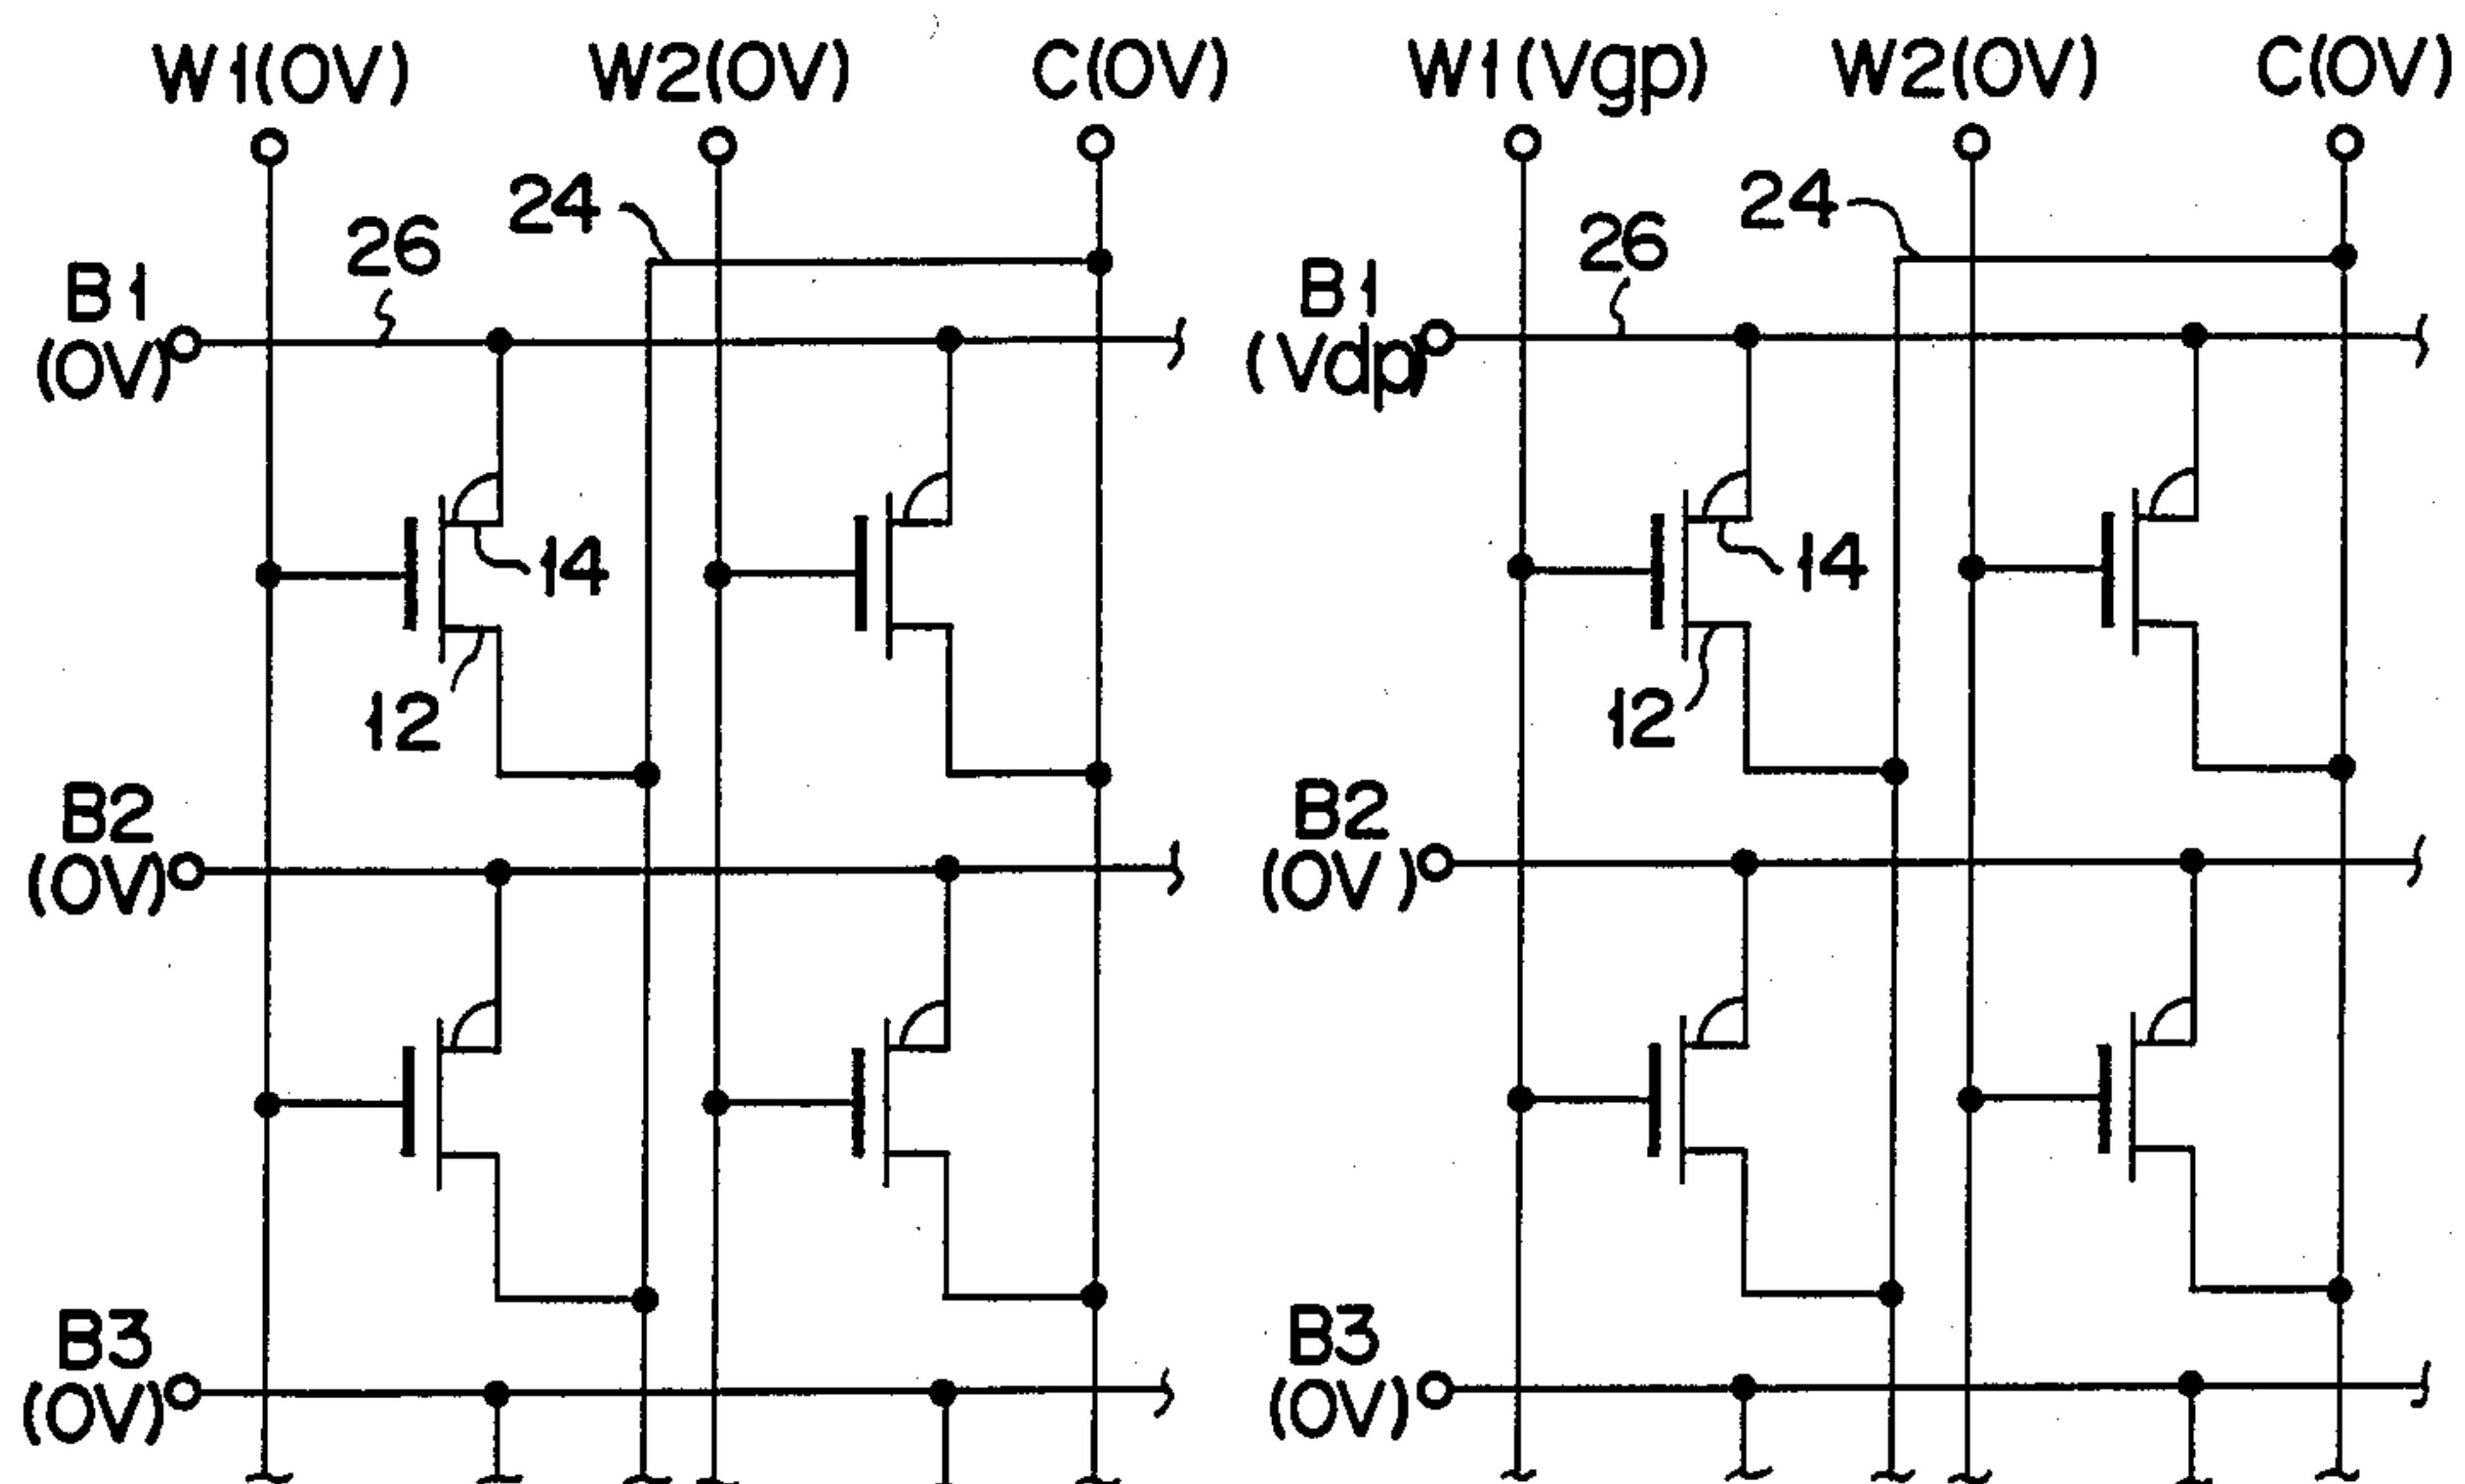 W1(0V) W2(0V) C(0V)
24
26
B1
(0V)
14
12
B2
(0V)
B3
(0V)
W1(Vgp) W2(0V) C(0V)
24
26
B1
(Vdp)
14
12
B2
(0V)
B3
(0V)